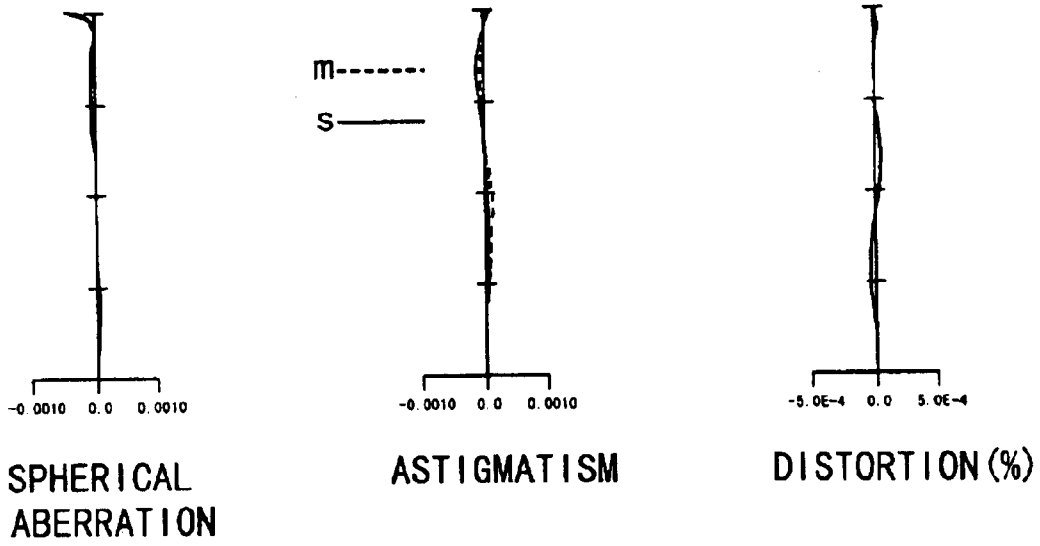 m
s
-0.0010 0.0 0.0010
-0.0010 0.0 0.0010
-5.0E-4 0.0 5.0E-4
SPHERICAL
ABERRATION
ASTIGMATISM
DISTORTION(%)